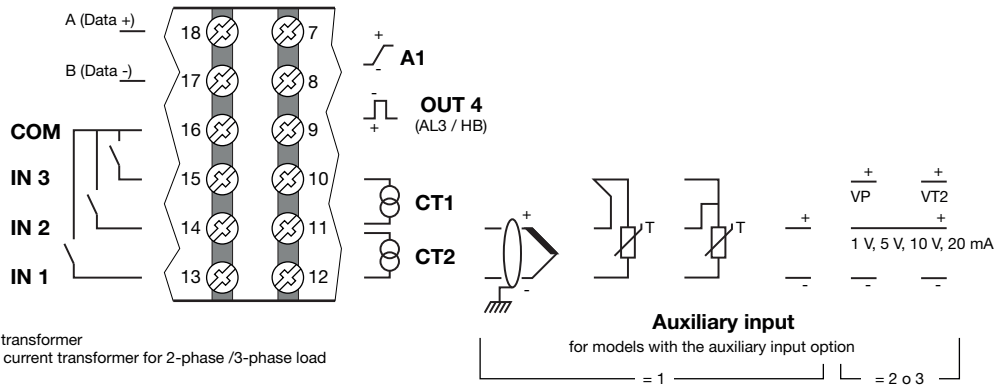 A (Data +)
18
7
+
-
A1
B (Data -)
17
8
-
+
OUT 4
(AL3 / HB)
COM
16
9
IN 3
15
10
CT1
IN 2
14
11
CT2
IN 1
13
12
+
-
T
T
+
-
+
VP
+
VT2
+
1 V, 5 V, 10 V, 20 mA
-
-
Auxiliary input
for models with the auxiliary input option
= 1
= 2 o 3
transformer
current transformer for 2-phase /3-phase load